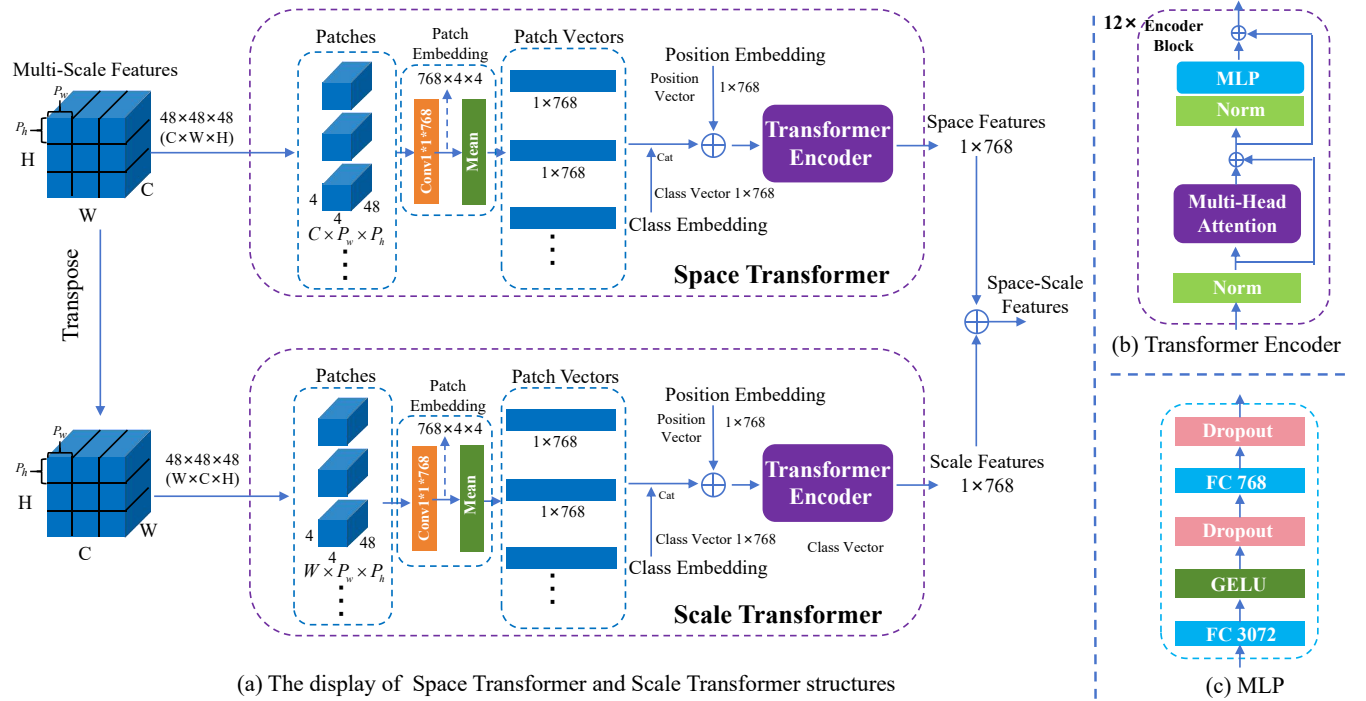 Multi-Scale Features
P_w
P_h
H
W
C
48×48×48
(C×W×H)
Patches
4
4
48
C × P_w × P_h
Patch
Embedding
768×4×4
Conv1*1*768
Mean
Patch Vectors
1×768
1×768
Position Embedding
Position
Vector
1×768
Cat
Class Vector 1×768
Class Embedding
Transformer
Encoder
Space Features
1×768
Space Transformer
Transpose
Space-Scale
Features
P_w
P_h
H
C
W
48×48×48
(W×C×H)
Patches
4
4
48
W × P_w × P_h
Patch
Embedding
768×4×4
Conv1*1*768
Mean
Patch Vectors
1×768
1×768
Position Embedding
Position
Vector
1×768
Cat
Class Vector 1×768
Class Embedding
Transformer
Encoder
Class Vector
Scale Features
1×768
Scale Transformer
(a) The display of Space Transformer and Scale Transformer structures
12× Encoder
Block
MLP
Norm
Multi-Head
Attention
Norm
(b) Transformer Encoder
Dropout
FC 768
Dropout
GELU
FC 3072
(c) MLP